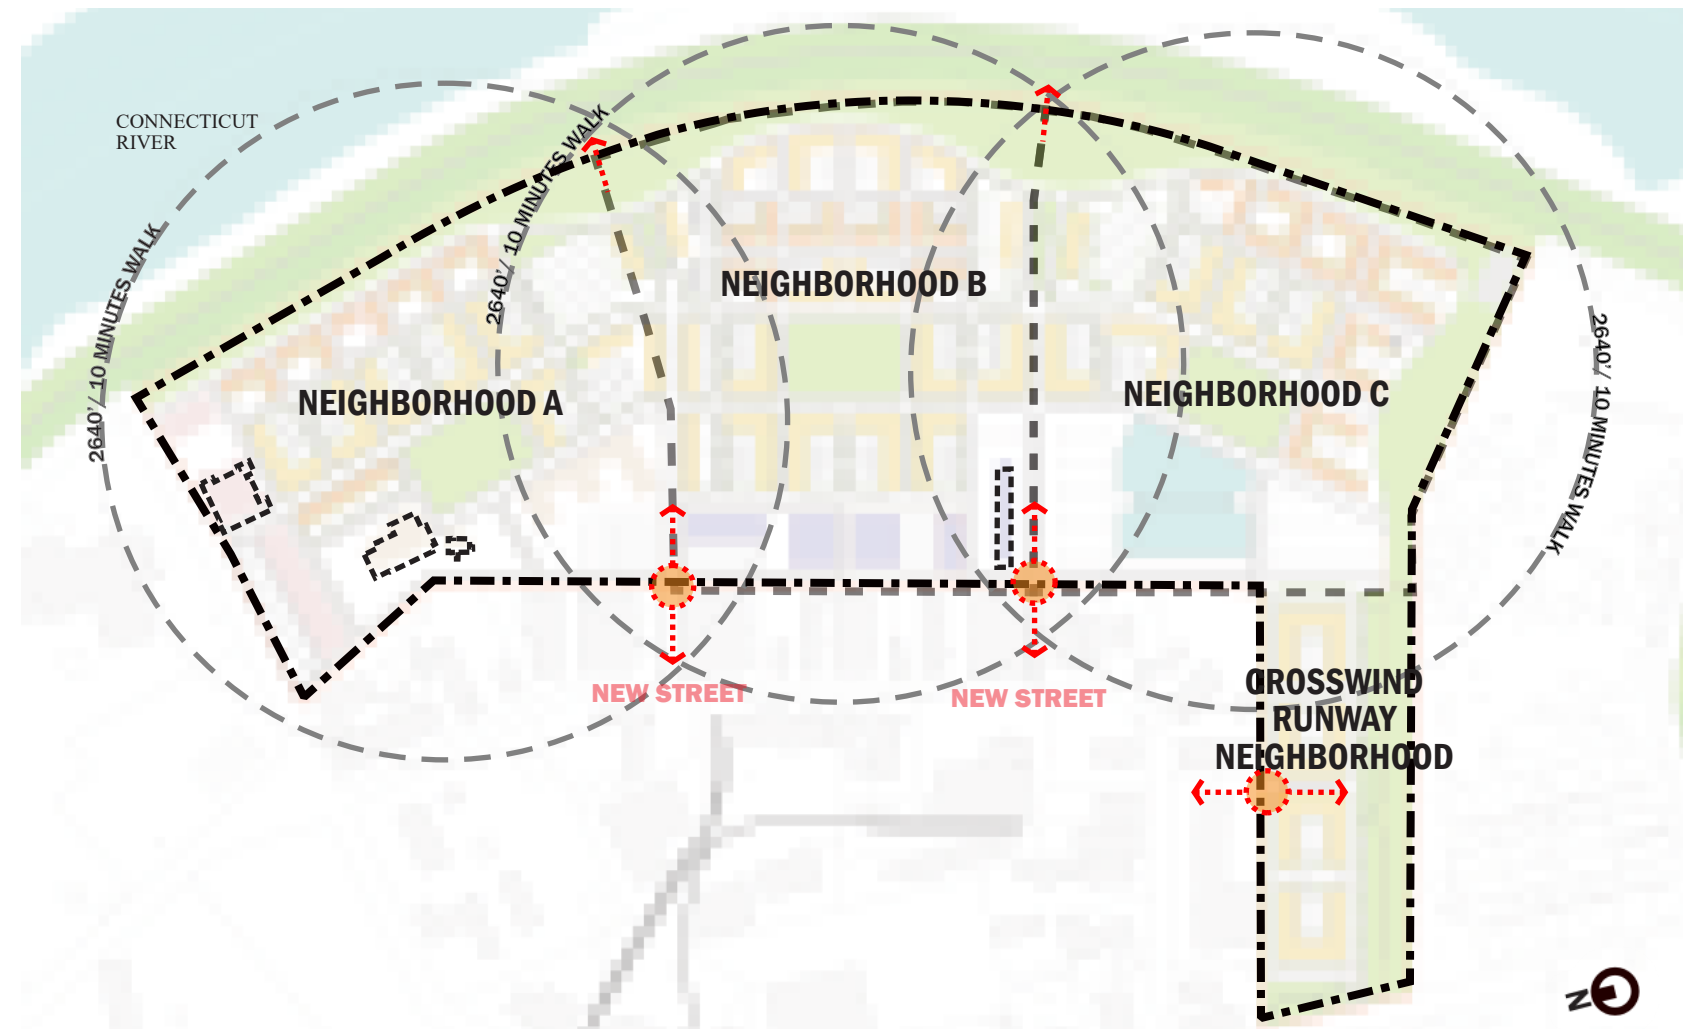 CONNECTICUT
RIVER
2640'/ 10 MINUTES WALK
2640'/ 10 MINUTES WALK
2640'/ 10 MINUTES WALK
NEIGHBORHOOD B
NEIGHBORHOOD A
NEIGHBORHOOD C
NEW STREET
NEW STREET
CROSSWIND
RUNWAY
NEIGHBORHOOD
N